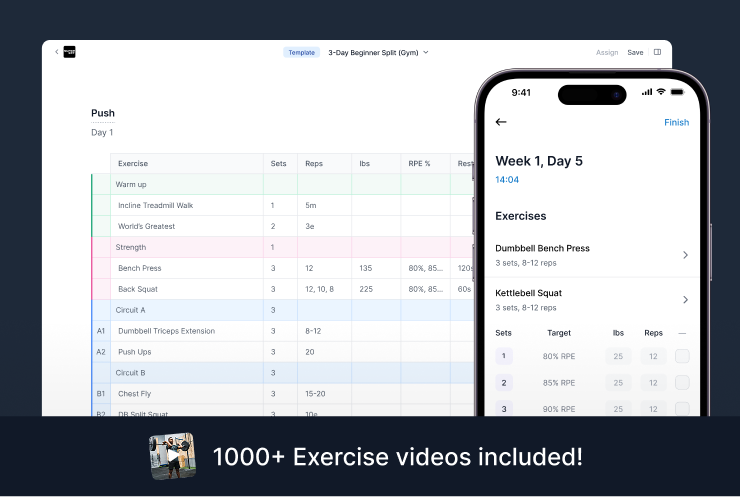 Template 3-Day Beginner Split (Gym) Assign Save
Push
Day 1
Exercise Sets Reps lbs RPE % Rest
Warm up
Incline Treadmill Walk 1 5m
World's Greatest 2 3e
Strength 1
Bench Press 3 12 135 80%, 85... 120s
Back Squat 3 12, 10, 8 225 80%, 85... 60s
Circuit A 3
A1 Dumbbell Triceps Extension 3 8-12
A2 Push Ups 3 20
Circuit B 3
B1 Chest Fly 3 15-20
B2 DB Split Squat 3 10e
9:41
Finish
Week 1, Day 5
14:04
Exercises
Dumbbell Bench Press
3 sets, 8-12 reps
Kettlebell Squat
3 sets, 8-12 reps
Sets Target lbs Reps —
1 80% RPE 25 12
2 85% RPE 25 12
3 90% RPE 25 12
1000+ Exercise videos included!